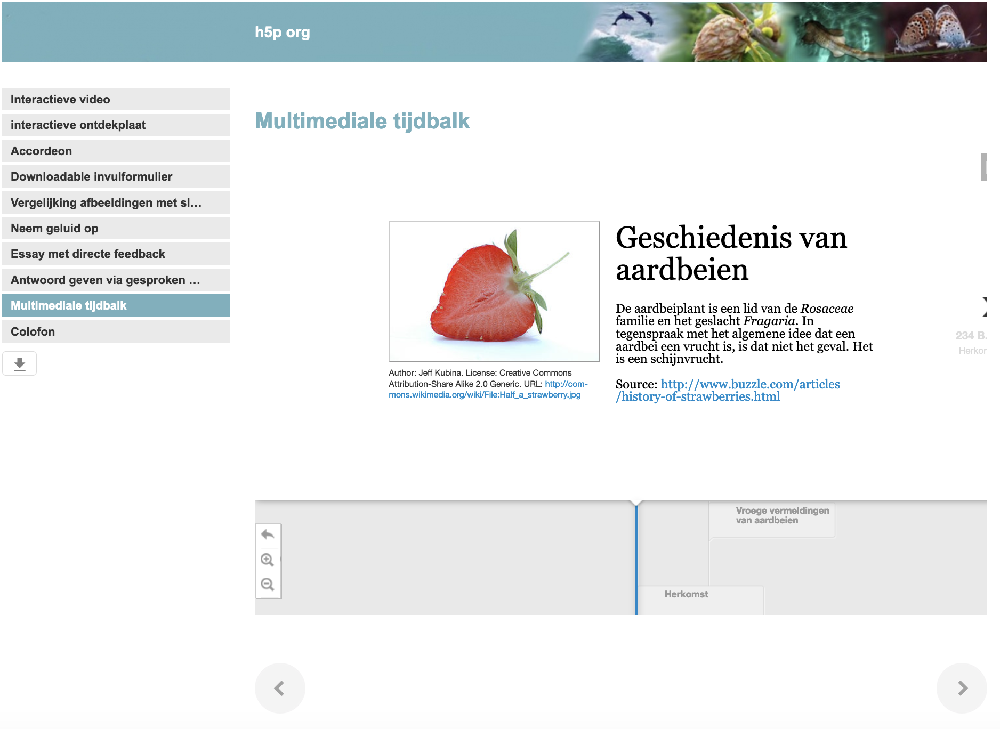 h5p org
Interactieve video
interactieve ontdekplaat
Accordeon
Downloadable invulformulier
Vergelijking afbeeldingen met sl...
Neem geluid op
Essay met directe feedback
Antwoord geven via gesproken ...
Multimediale tijdbalk
Colofon
Multimediale tijdbalk
Author: Jeff Kubina. License: Creative Commons
Attribution-Share Alike 2.0 Generic. URL: http://com-
mons.wikimedia.org/wiki/File:Half_a_strawberry.jpg
Geschiedenis van
aardbeien
De aardbeiplant is een lid van de Rosaceae
familie en het geslacht Fragaria. In
tegenspraak met het algemene idee dat een
aardbei een vrucht is, is dat niet het geval. Het
is een schijnvrucht.
Source: http://www.buzzle.com/articles
/history-of-strawberries.html
234 B.
Herkom
Vroege vermeldingen
van aardbeien
Herkomst